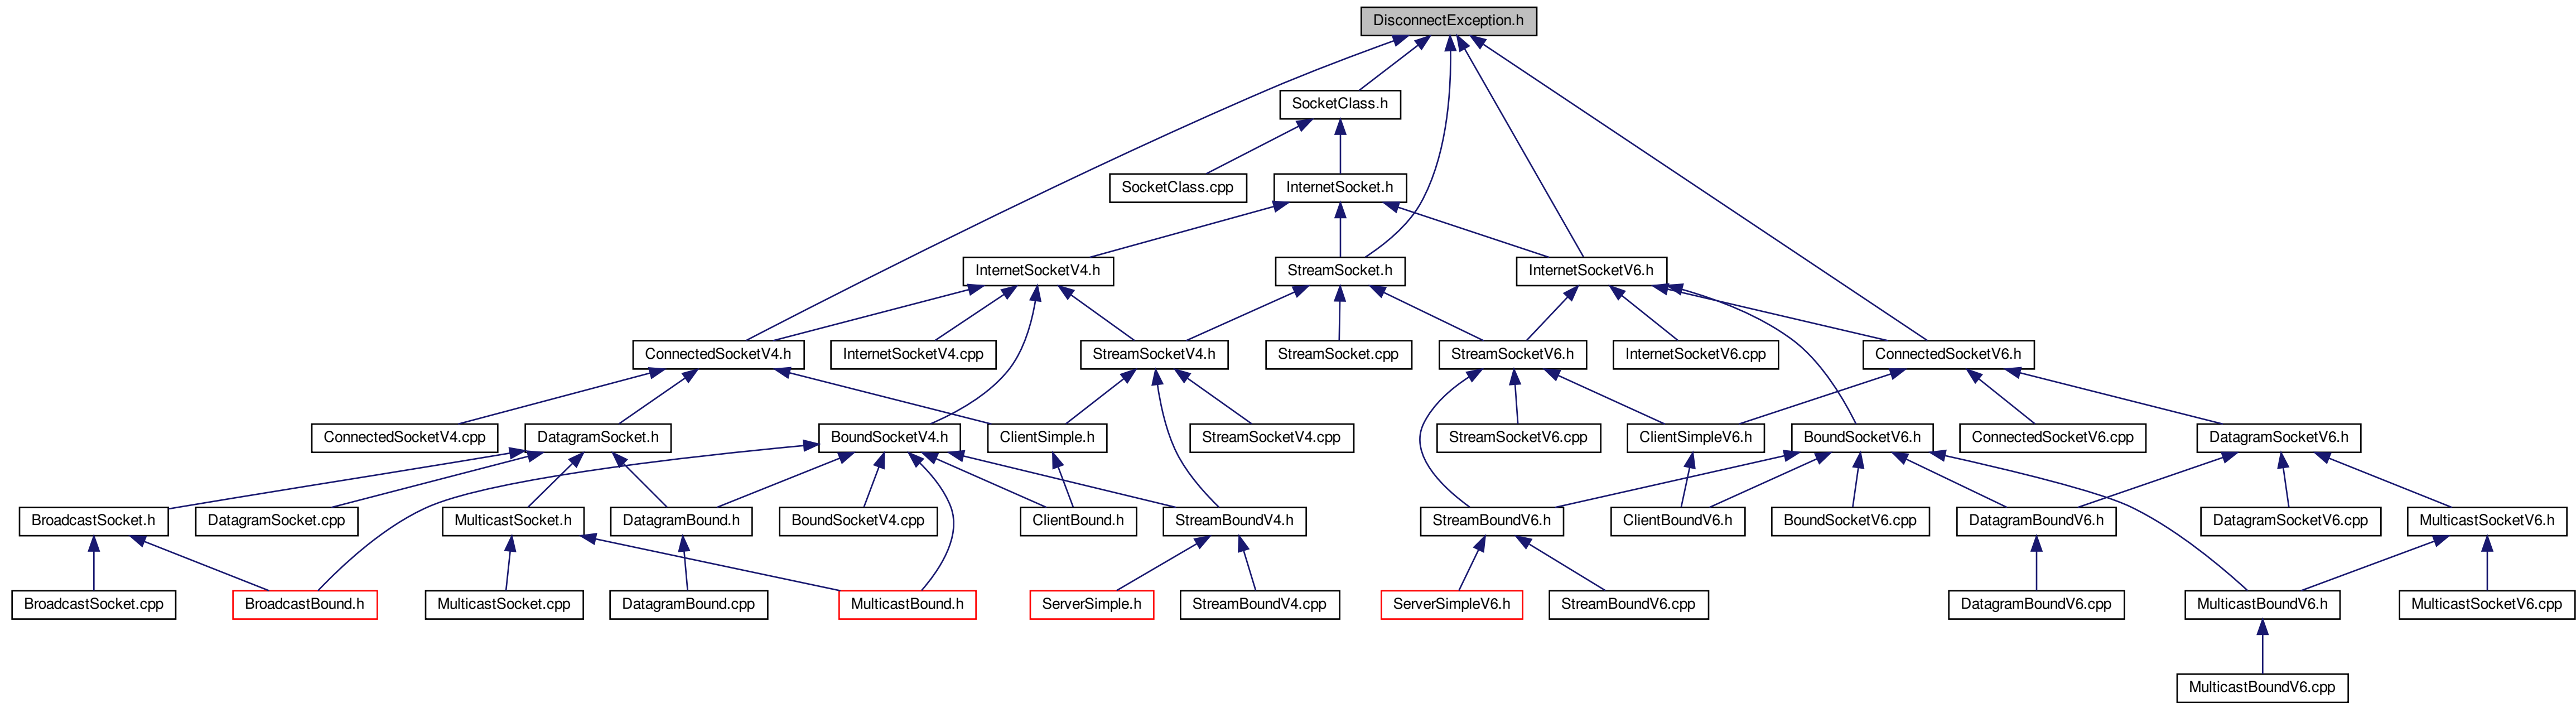 DisconnectException.h
SocketClass.h
SocketClass.cpp
InternetSocket.h
InternetSocketV4.h
StreamSocket.h
InternetSocketV6.h
ConnectedSocketV4.h
InternetSocketV4.cpp
StreamSocketV4.h
StreamSocket.cpp
StreamSocketV6.h
InternetSocketV6.cpp
ConnectedSocketV6.h
ConnectedSocketV4.cpp
DatagramSocket.h
BoundSocketV4.h
ClientSimple.h
StreamSocketV4.cpp
StreamSocketV6.cpp
ClientSimpleV6.h
BoundSocketV6.h
ConnectedSocketV6.cpp
DatagramSocketV6.h
BroadcastSocket.h
DatagramSocket.cpp
MulticastSocket.h
DatagramBound.h
BoundSocketV4.cpp
ClientBound.h
StreamBoundV4.h
StreamBoundV6.h
ClientBoundV6.h
BoundSocketV6.cpp
DatagramBoundV6.h
DatagramSocketV6.cpp
MulticastSocketV6.h
BroadcastSocket.cpp
BroadcastBound.h
MulticastSocket.cpp
DatagramBound.cpp
MulticastBound.h
ServerSimple.h
StreamBoundV4.cpp
ServerSimpleV6.h
StreamBoundV6.cpp
DatagramBoundV6.cpp
MulticastBoundV6.h
MulticastSocketV6.cpp
MulticastBoundV6.cpp